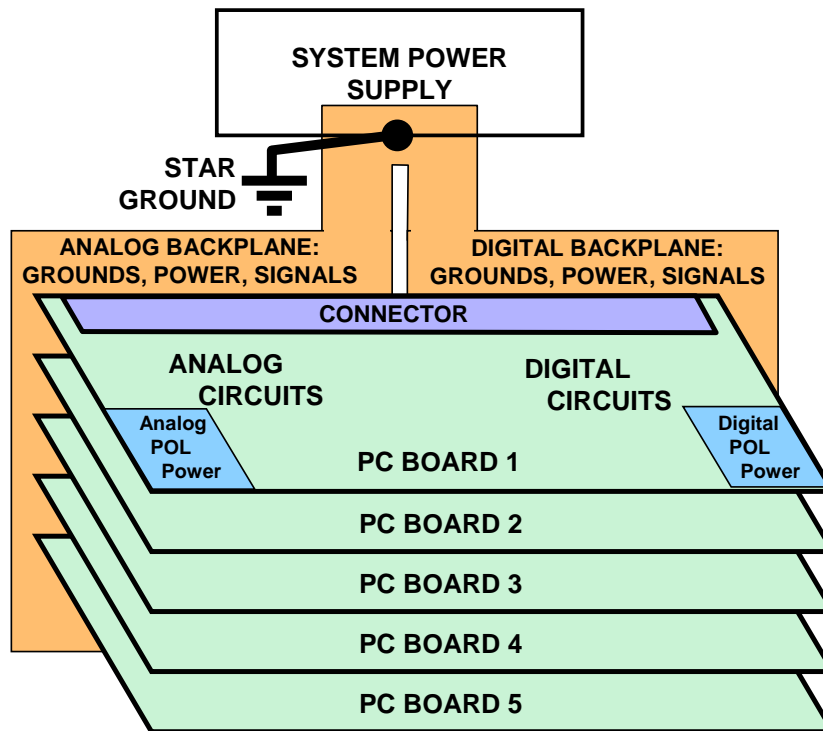 SYSTEM POWER
SUPPLY
STAR
GROUND
ANALOG BACKPLANE:
GROUNDS, POWER, SIGNALS
DIGITAL BACKPLANE:
GROUNDS, POWER, SIGNALS
CONNECTOR
ANALOG
CIRCUITS
DIGITAL
CIRCUITS
Analog
POL
Power
Digital
POL
Power
PC BOARD 1
PC BOARD 2
PC BOARD 3
PC BOARD 4
PC BOARD 5